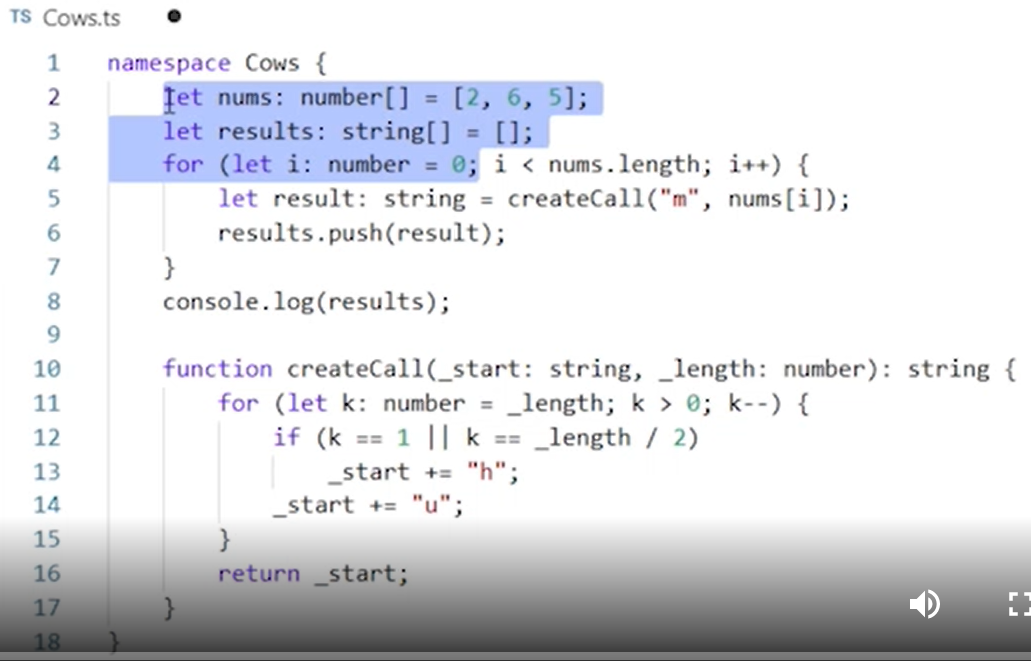 TS Cows.ts
1 namespace Cows {
2 let nums: number[] = [2, 6, 5];
3 let results: string[] = [];
4 for (let i: number = 0; i < nums.length; i++) {
5 let result: string = createCall("m", nums[i]);
6 results.push(result);
7 }
8 console.log(results);
9
10 function createCall(_start: string, _length: number): string {
11 for (let k: number = _length; k > 0; k--) {
12 if (k == 1 || k == _length / 2)
13 _start += "h";
14 _start += "u";
15 }
16 return _start;
17 }
18 }